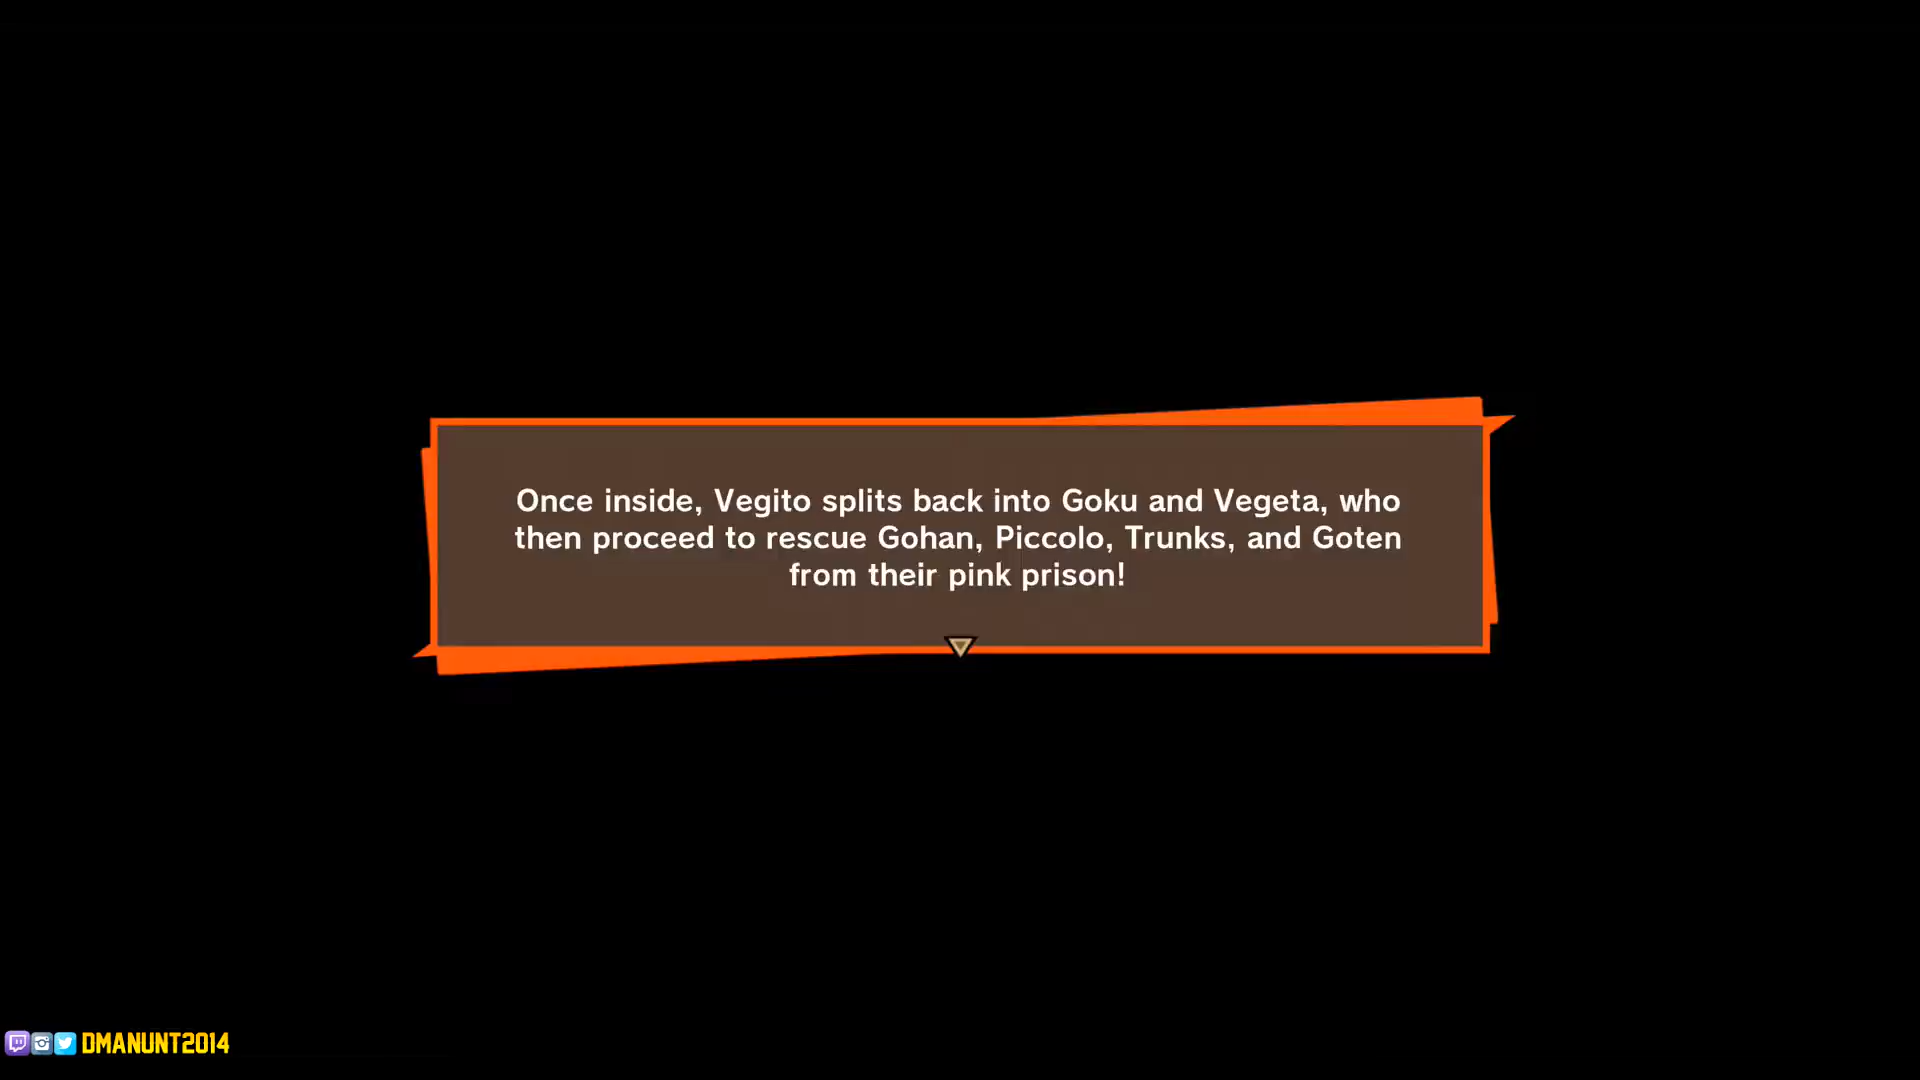 Once inside, Vegito splits back into Goku and Vegeta, who
then proceed to rescue Gohan, Piccolo, Trunks, and Goten
from their pink prison!
DMANUNT2014